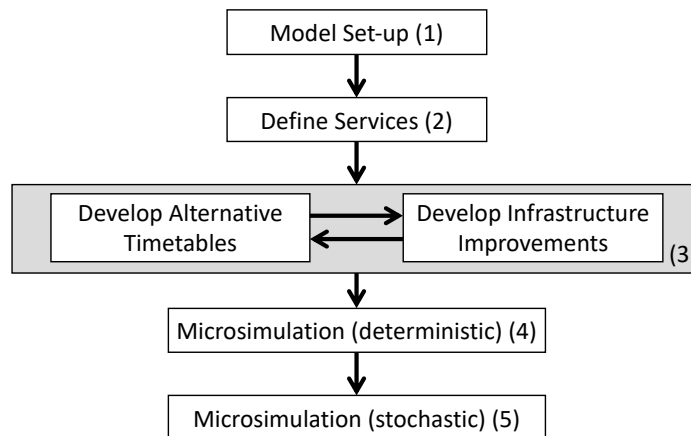 Model Set-up (1)
Define Services (2)
Develop Alternative
Timetables
Develop Infrastructure
Improvements
(3
Microsimulation (deterministic) (4)
Microsimulation (stochastic) (5)